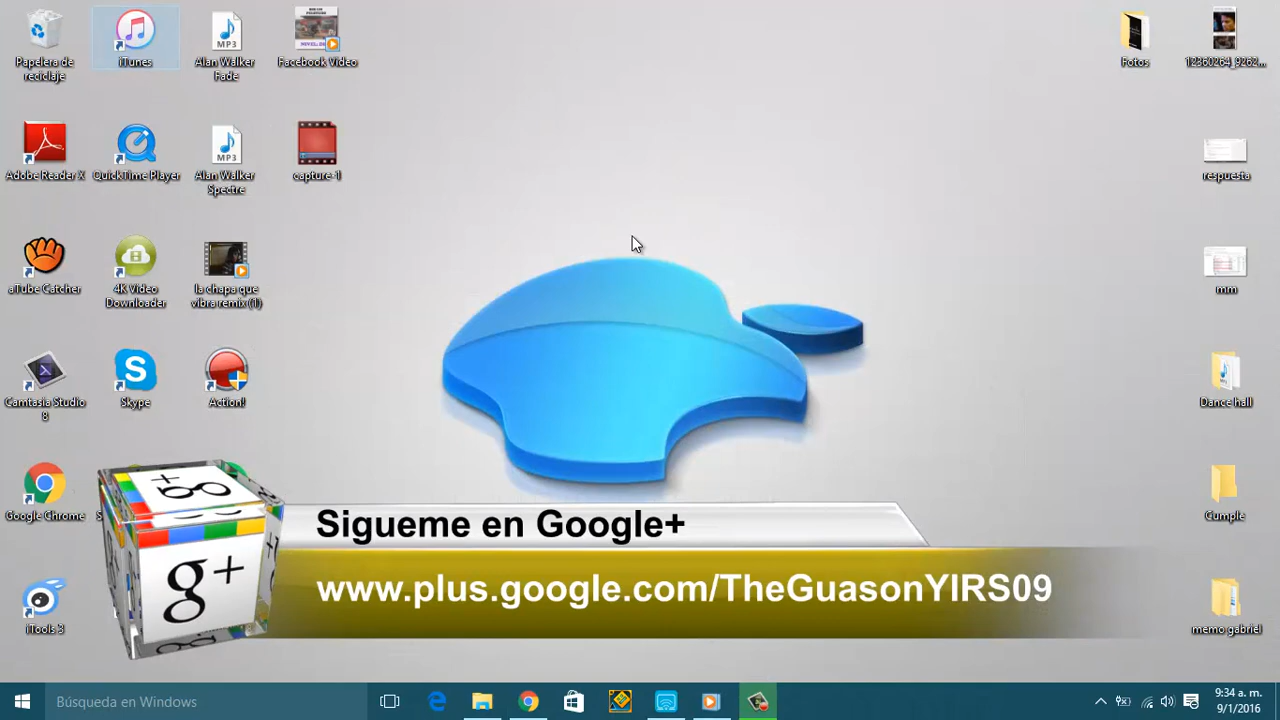 Papelera de
reciclaje
iTunes
Alan Walker
Fade
Facebook Video
Fotos
12360264_9262...
Adobe Reader X
QuickTime Player
Alan Walker
Spectre
capture-1
respuesta
aTube Catcher
4K Video
Downloader
la chapa que
vibra remix (1)
mm
Camtasia Studio
8
Skype
Action!
Dance hall
Google Chrome
Cumple
iTools 3
memo gabriel
MP3
MP3
g+
g+
Sigueme en Google+
www.plus.google.com/TheGuasonYIRS09
Búsqueda en Windows
9:34 a. m.
9/1/2016